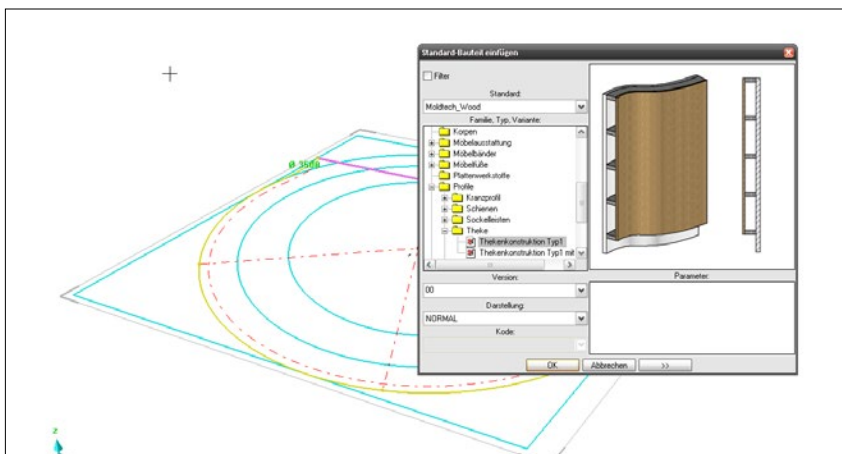 Standard-Bauteil einfügen
Filter
Standard:
Moldtech_Wood
Familie, Typ, Variante:
Korpen
Möbelausstattung
Möbelbänder
Möbelfüße
Plattenwerkstoffe
Profile
Kranzprofil
Schienen
Sockelleisten
Theke
Thekenkonstruktion Typ1
Thekenkonstruktion Typ1 mit
Version:
00
Darstellung:
NORMAL
Kode:
Parameter:
OK
Abbrechen
>>
z